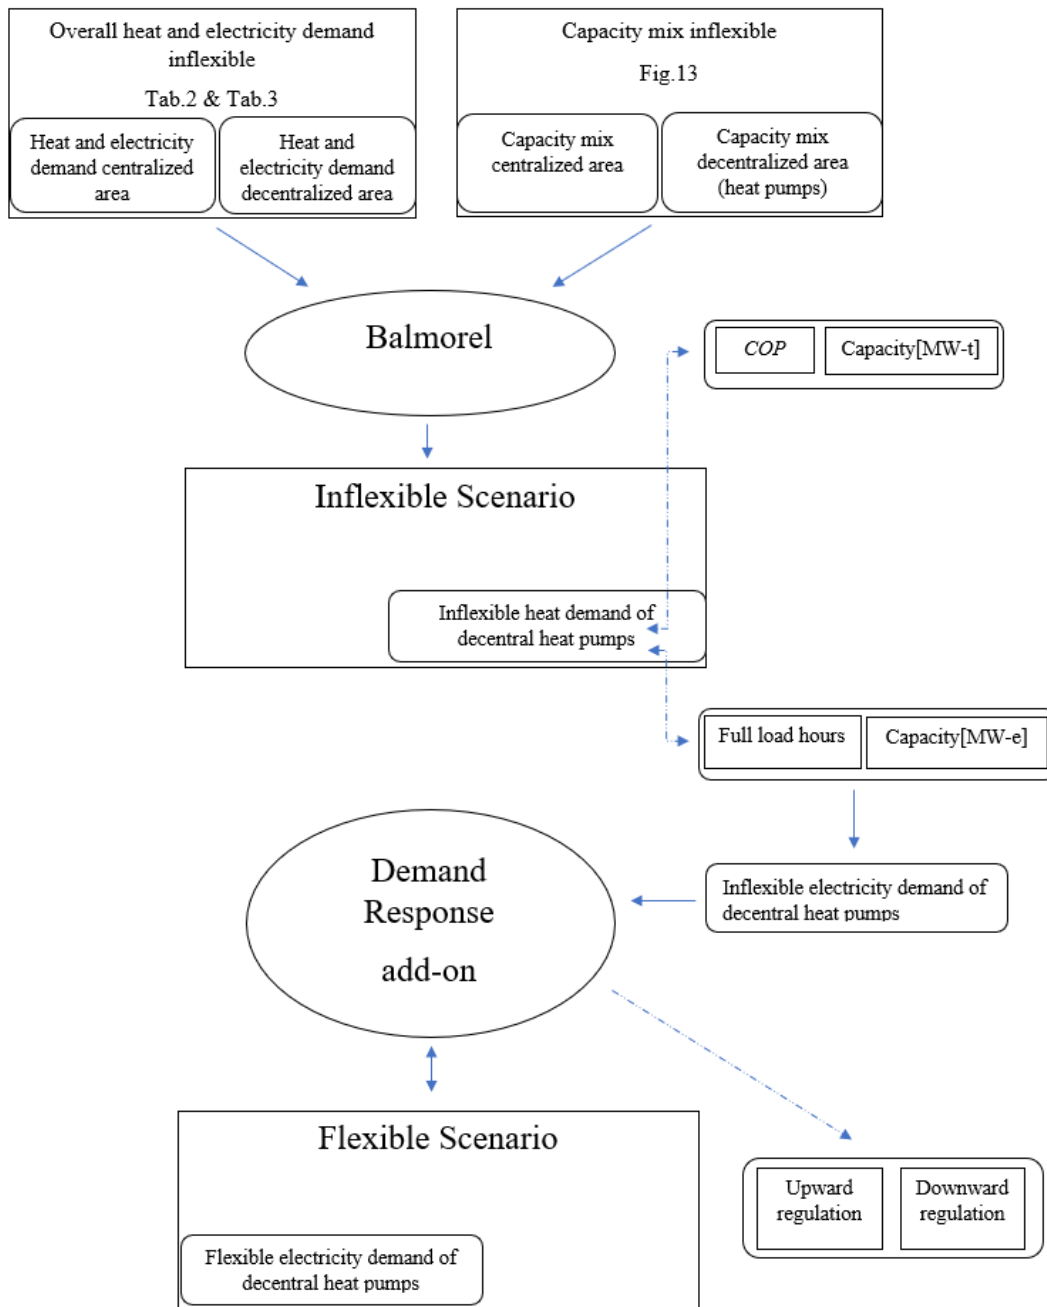 Overall heat and electricity demand
inflexible
Tab.2 & Tab.3
Heat and electricity
demand centralized
area
Heat and
electricity demand
decentralized area
Capacity mix inflexible
Fig.13
Capacity mix
centralized area
Capacity mix
decentralized area
(heat pumps)
Balmorel
COP
Capacity[MW-t]
Inflexible Scenario
Inflexible heat demand of
decentral heat pumps
Full load hours
Capacity[MW-e]
Demand
Response
add-on
Inflexible electricity demand of
decentral heat pumps
Flexible Scenario
Upward
regulation
Downward
regulation
Flexible electricity demand of
decentral heat pumps